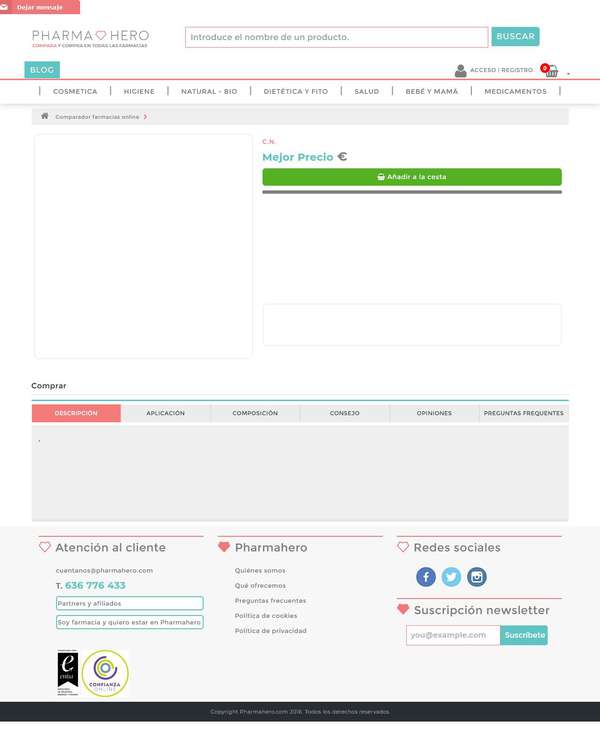 Dejar mensaje
PHARMA HERO
COMPARA Y COMPRA EN TODAS LAS FARMACIAS
Introduce el nombre de un producto.
BUSCAR
BLOG
ACCESO | REGISTRO
0
COSMETICA | HIGIENE | NATURAL - BIO | DIETÉTICA Y FITO | SALUD | BEBÉ Y MAMÁ | MEDICAMENTOS |
Comparador farmacias online
C.N.
Mejor Precio €
Añadir a la cesta
Comprar
DESCRIPCIÓN APLICACIÓN COMPOSICIÓN CONSEJO OPINIONES PREGUNTAS FRECUENTES
Atención al cliente
cuentanos@pharmahero.com
T. 636 776 433
Partners y afiliados
Soy farmacia y quiero estar en Pharmahero
CONFIANZA
ONLINE
Pharmahero
Quiénes somos
Qué ofrecemos
Preguntas frecuentes
Política de cookies
Política de privacidad
Redes sociales
Suscripción newsletter
you@example.com
Suscríbete
Copyright Pharmahero.com 2016. Todos los derechos reservados.